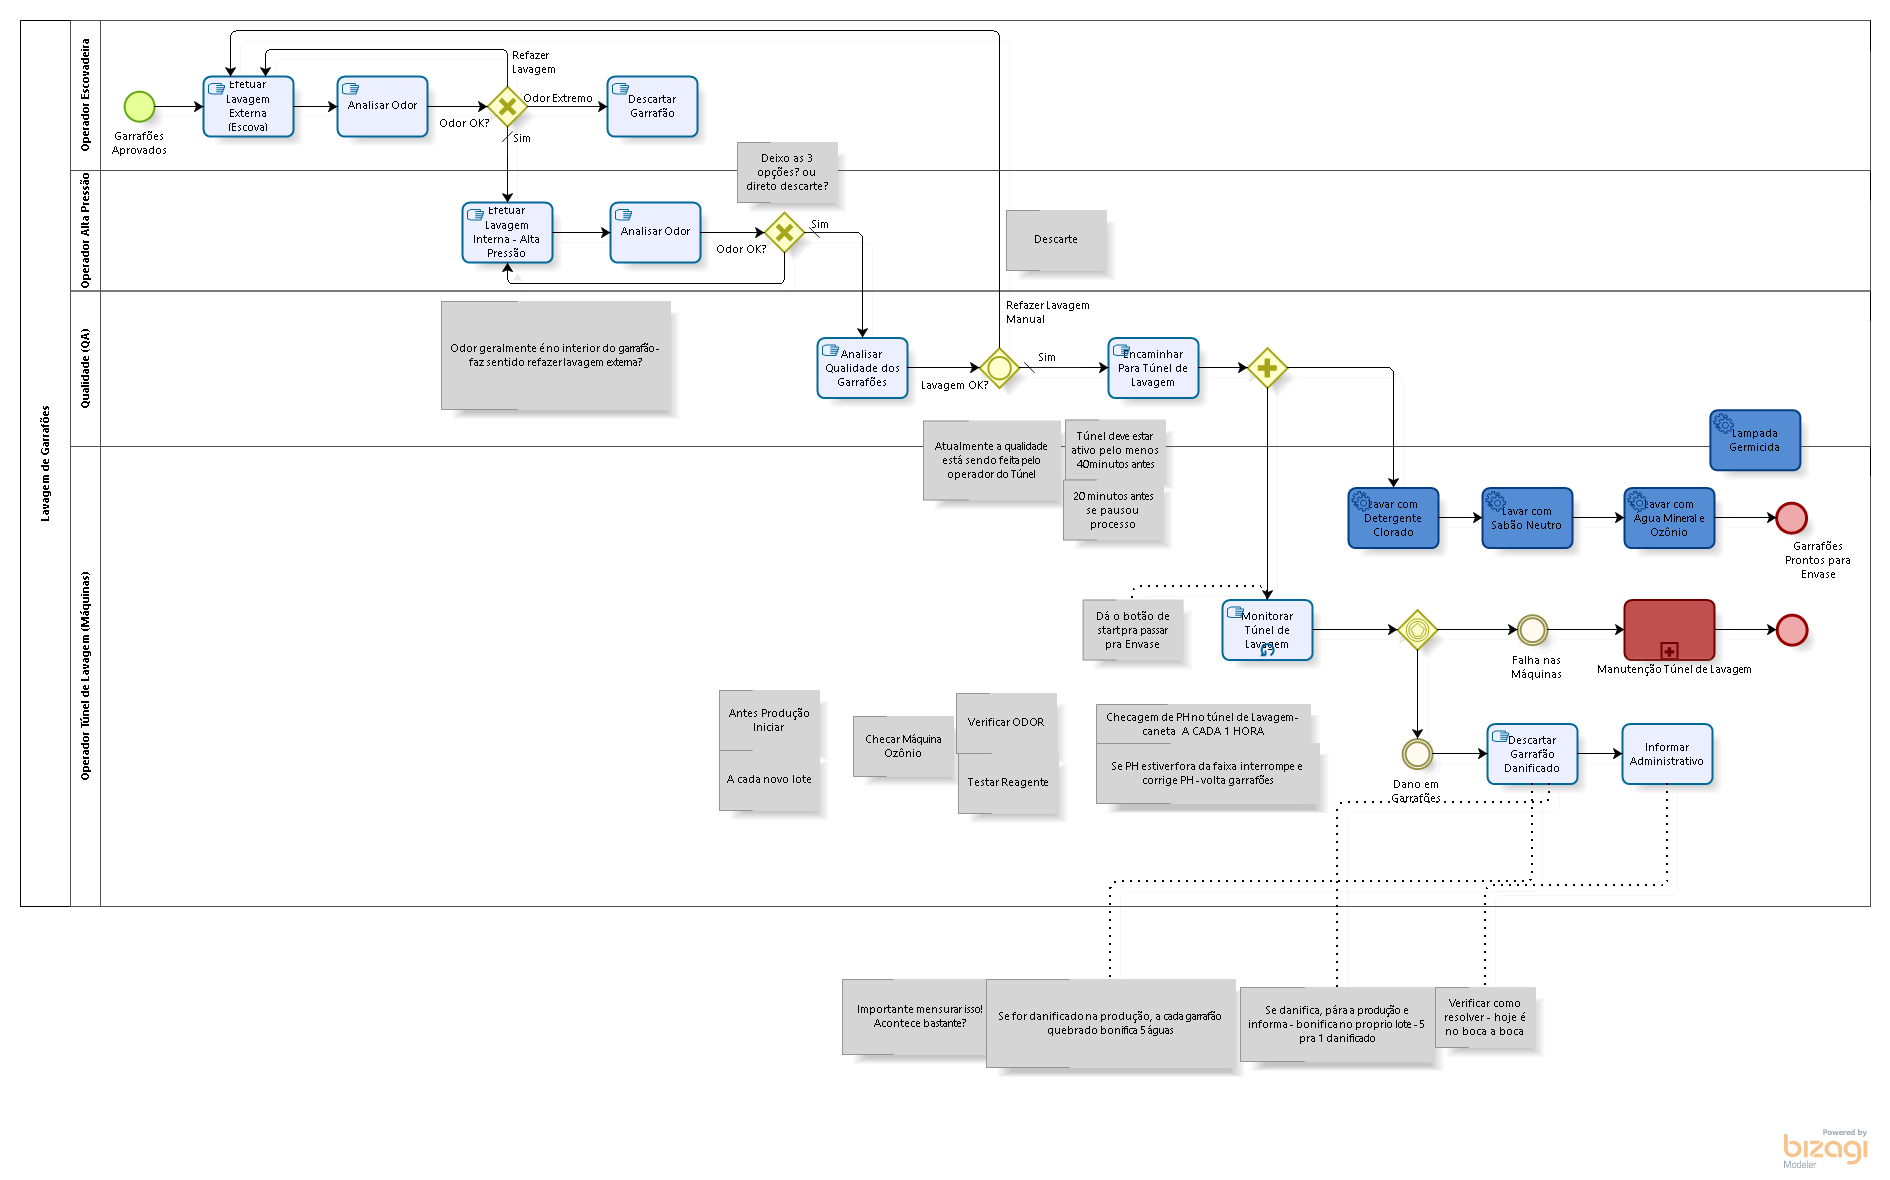 Lavagem de Garrafões
Operador Escovadeira
Garrafões
Aprovados
Efetuar
Lavagem
Externa
(Escova)
Analisar Odor
Odor OK?
Refazer
Lavagem
Odor Extremo
Sim
Descartar
Garrafão
Operador Alta Pressão
Efetuar
Lavagem
Interna - Alta
Pressão
Analisar Odor
Odor OK?
Deixo as 3
opções? ou
direto descarte?
Sim
Descarte
Qualidade (QA)
Odor geralmente é no interior do garrafão-
faz sentido refazer lavagem externa?
Analisar
Qualidade dos
Garrafões
Lavagem OK?
Refazer Lavagem
Manual
Sim
Encaminhar
Para Túnel de
Lavagem
Lampada
Germicida
Operador Túnel de Lavagem (Máquinas)
Atualmente a qualidade
está sendo feita pelo
operador do Túnel
Túnel deve estar
ativo pelo menos
40minutos antes
20 minutos antes
se pausou
processo
Lavar com
Detergente
Clorado
Lavar com
Sabão Neutro
Lavar com
Água Mineral e
Ozônio
Garrafões
Prontos para
Envase
Dá o botão de
start pra passar
pra Envase
Monitorar
Túnel de
Lavagem
Falha nas
Máquinas
Manutenção Túnel de Lavagem
Antes Produção
Iniciar
A cada novo lote
Checar Máquina
Ozônio
Verificar ODOR
Testar Reagente
Checagem de PH no túnel de Lavagem-
caneta A CADA 1 HORA
Se PH estiver fora da faixa interrompe e
corrige PH - volta garrafões
Dano em
Garrafões
Descartar
Garrafão
Danificado
Informar
Administrativo
Importante mensurar isso!
Acontece bastante?
Se for danificado na produção, a cada garrafão
quebrado bonifica 5 águas
Se danifica, pára a produção e
informa - bonifica no proprio lote - 5
pra 1 danificado
Verificar como
resolver - hoje é
no boca a boca
Powered by
bizagi
Modeler